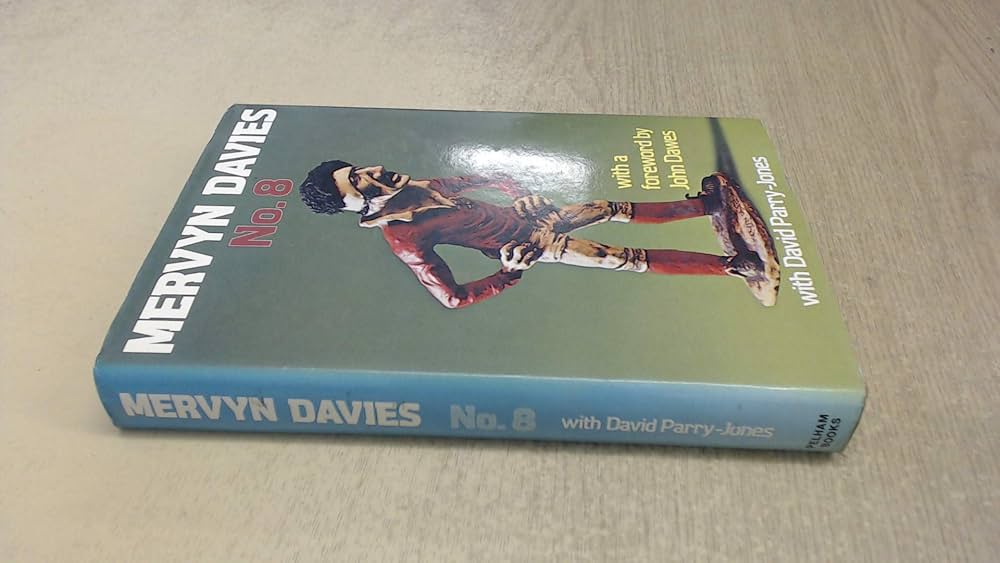 MERVYN DAVIES
No. 8
with a
foreword by
John Dawes
with David Parry-Jones
MERVYN DAVIES No. 8 with David Parry-Jones
PELHAM
BOOKS